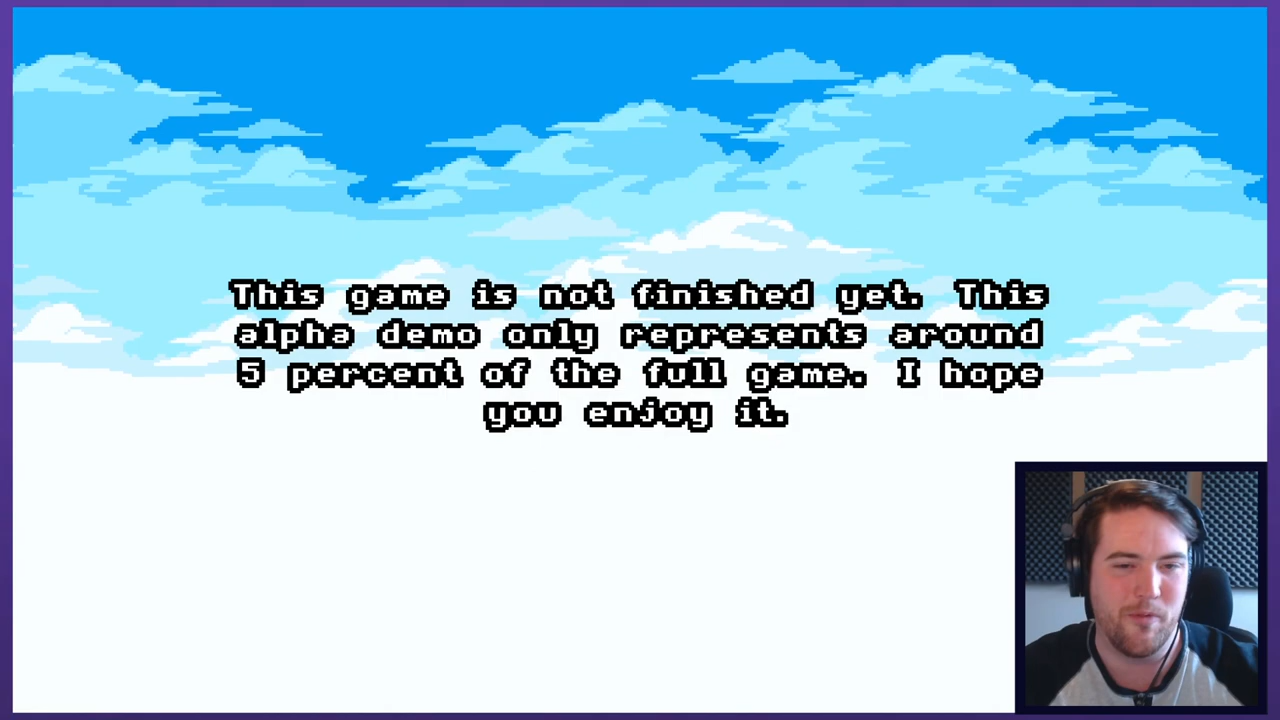 This game is not finished yet. This
alpha demo only represents around
5 percent of the full game. I hope
you enjoy it.